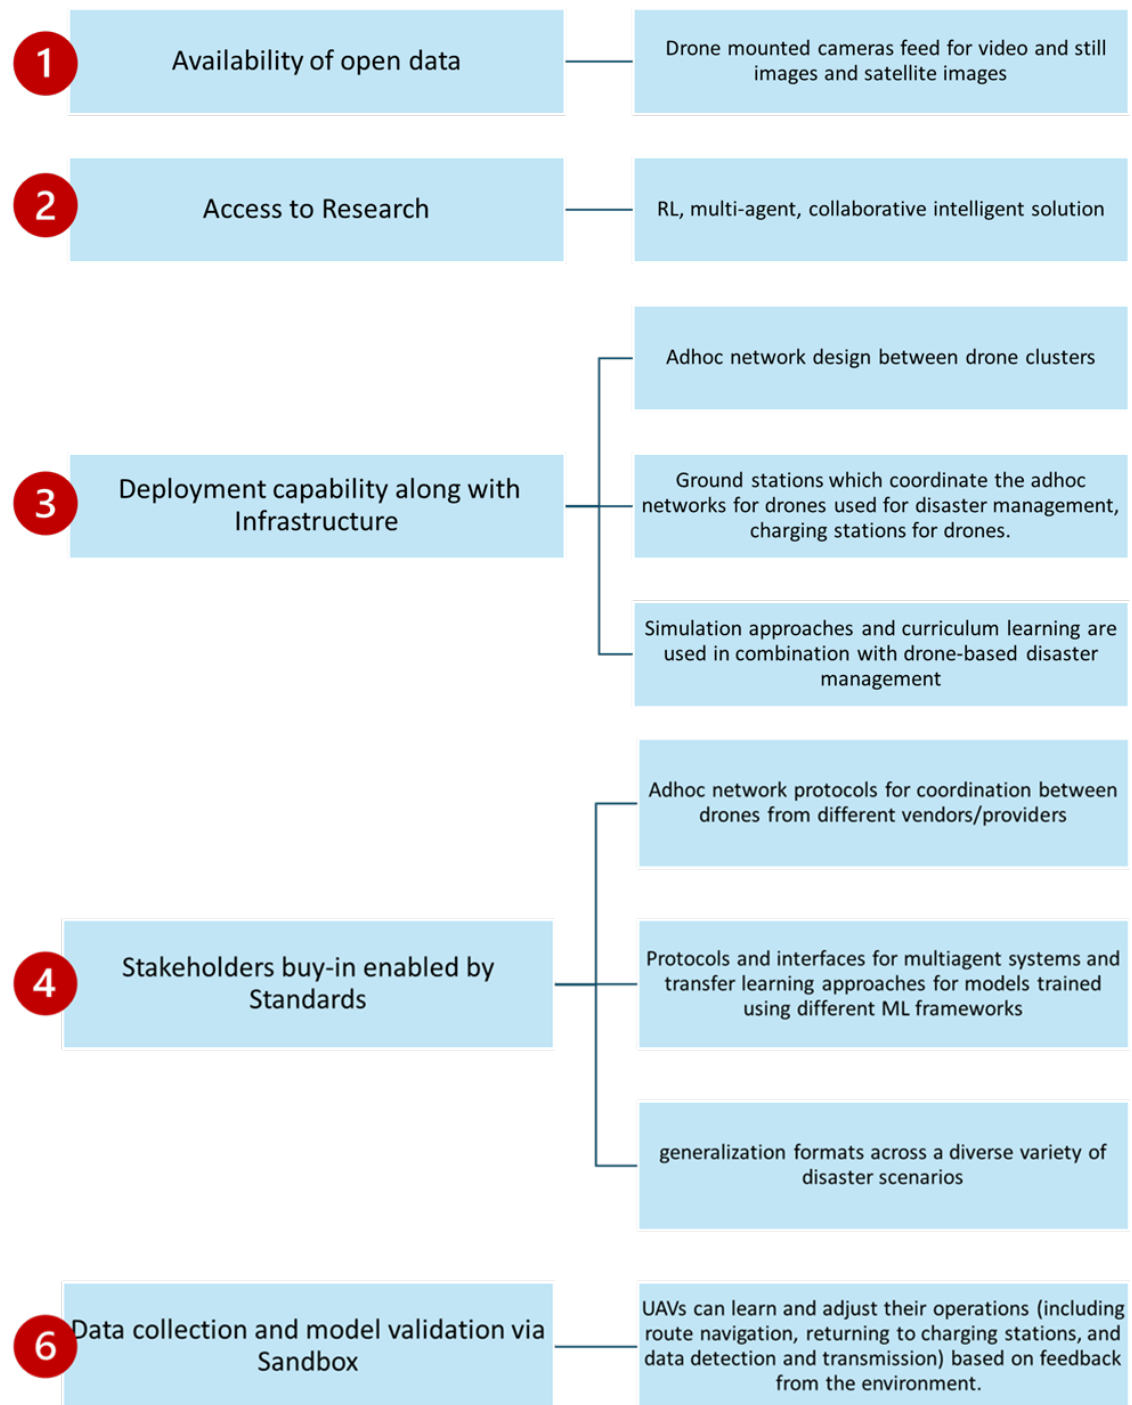 1
Availability of open data
Drone mounted cameras feed for video and still
images and satellite images
2
Access to Research
RL, multi-agent, collaborative intelligent solution
3
Deployment capability along with
Infrastructure
Adhoc network design between drone clusters
Ground stations which coordinate the adhoc
networks for drones used for disaster management,
charging stations for drones.
Simulation approaches and curriculum learning are
used in combination with drone-based disaster
management
4
Stakeholders buy-in enabled by
Standards
Adhoc network protocols for coordination between
drones from different vendors/providers
Protocols and interfaces for multiagent systems and
transfer learning approaches for models trained
using different ML frameworks
generalization formats across a diverse variety of
disaster scenarios
6
Data collection and model validation via
Sandbox
UAVs can learn and adjust their operations (including
route navigation, returning to charging stations, and
data detection and transmission) based on feedback
from the environment.